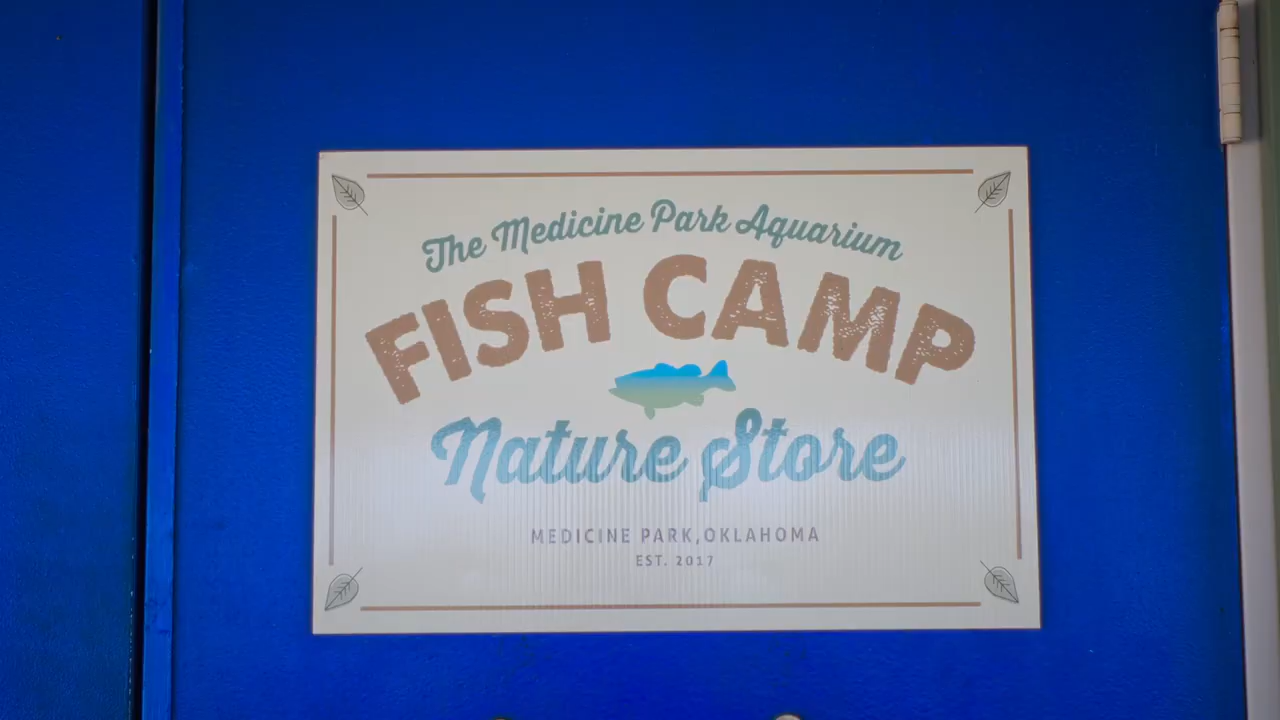 The Medicine Park Aquarium
FISH CAMP
Nature Store
MEDICINE PARK,OKLAHOMA
EST. 2017